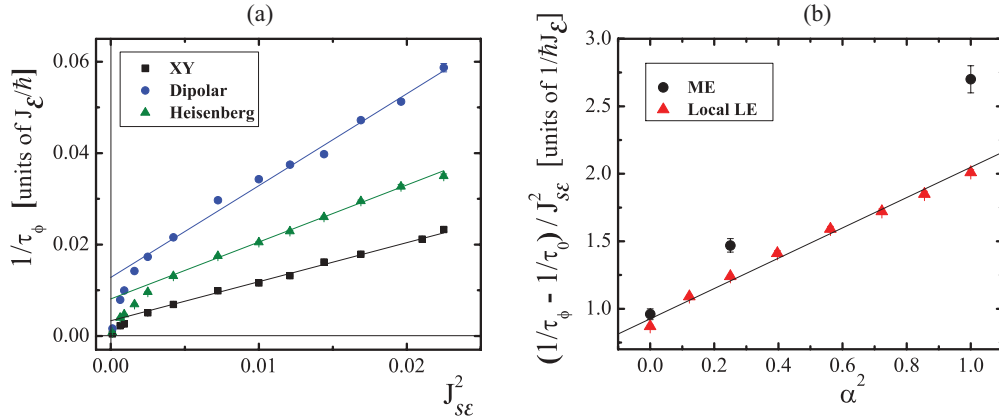 (a)
1/τ_ϕ [units of J_ℰ/ħ]
0.06
0.04
0.02
0.00
XY
Dipolar
Heisenberg
0.00
0.01
0.02
J²_sε
(b)
(1/τ_ϕ - 1/τ_0) / J²_sε [units of 1/ħJ_ℰ]
3.0
2.5
2.0
1.5
1.0
ME
Local LE
0.0
0.2
0.4
0.6
0.8
1.0
α²